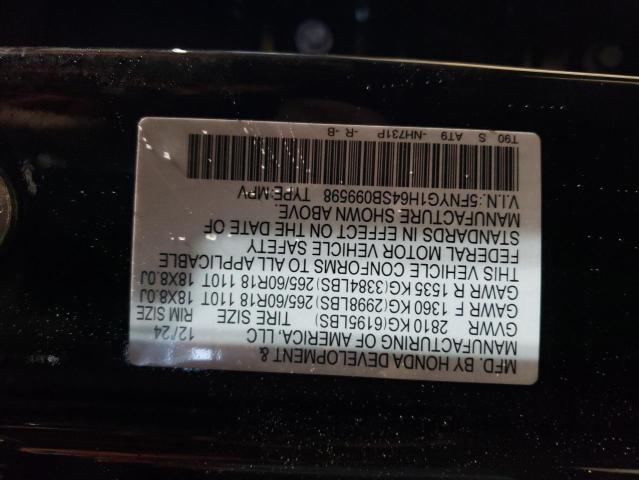 MFD. BY HONDA DEVELOPMENT &
MANUFACTURING OF AMERICA, LLC 12/'24
GVWR 2810 KG(6195LBS) TIRE SIZE RIM SIZE
GAWR F 1360 KG(2998LBS)265/60R18 110T 18X8.0J
GAWR R 1535 KG(3384LBS)265/60R18 110T 18X8.0J
THIS VEHICLE CONFORMS TO ALL APPLICABLE
FEDERAL MOTOR VEHICLE SAFETY
STANDARDS IN EFFECT ON THE DATE OF
MANUFACTURE SHOWN ABOVE.
V.I.N.:5FNYG1H64SB099598 TYPE:MPV
T90 S AT9 -NH731P -R -B